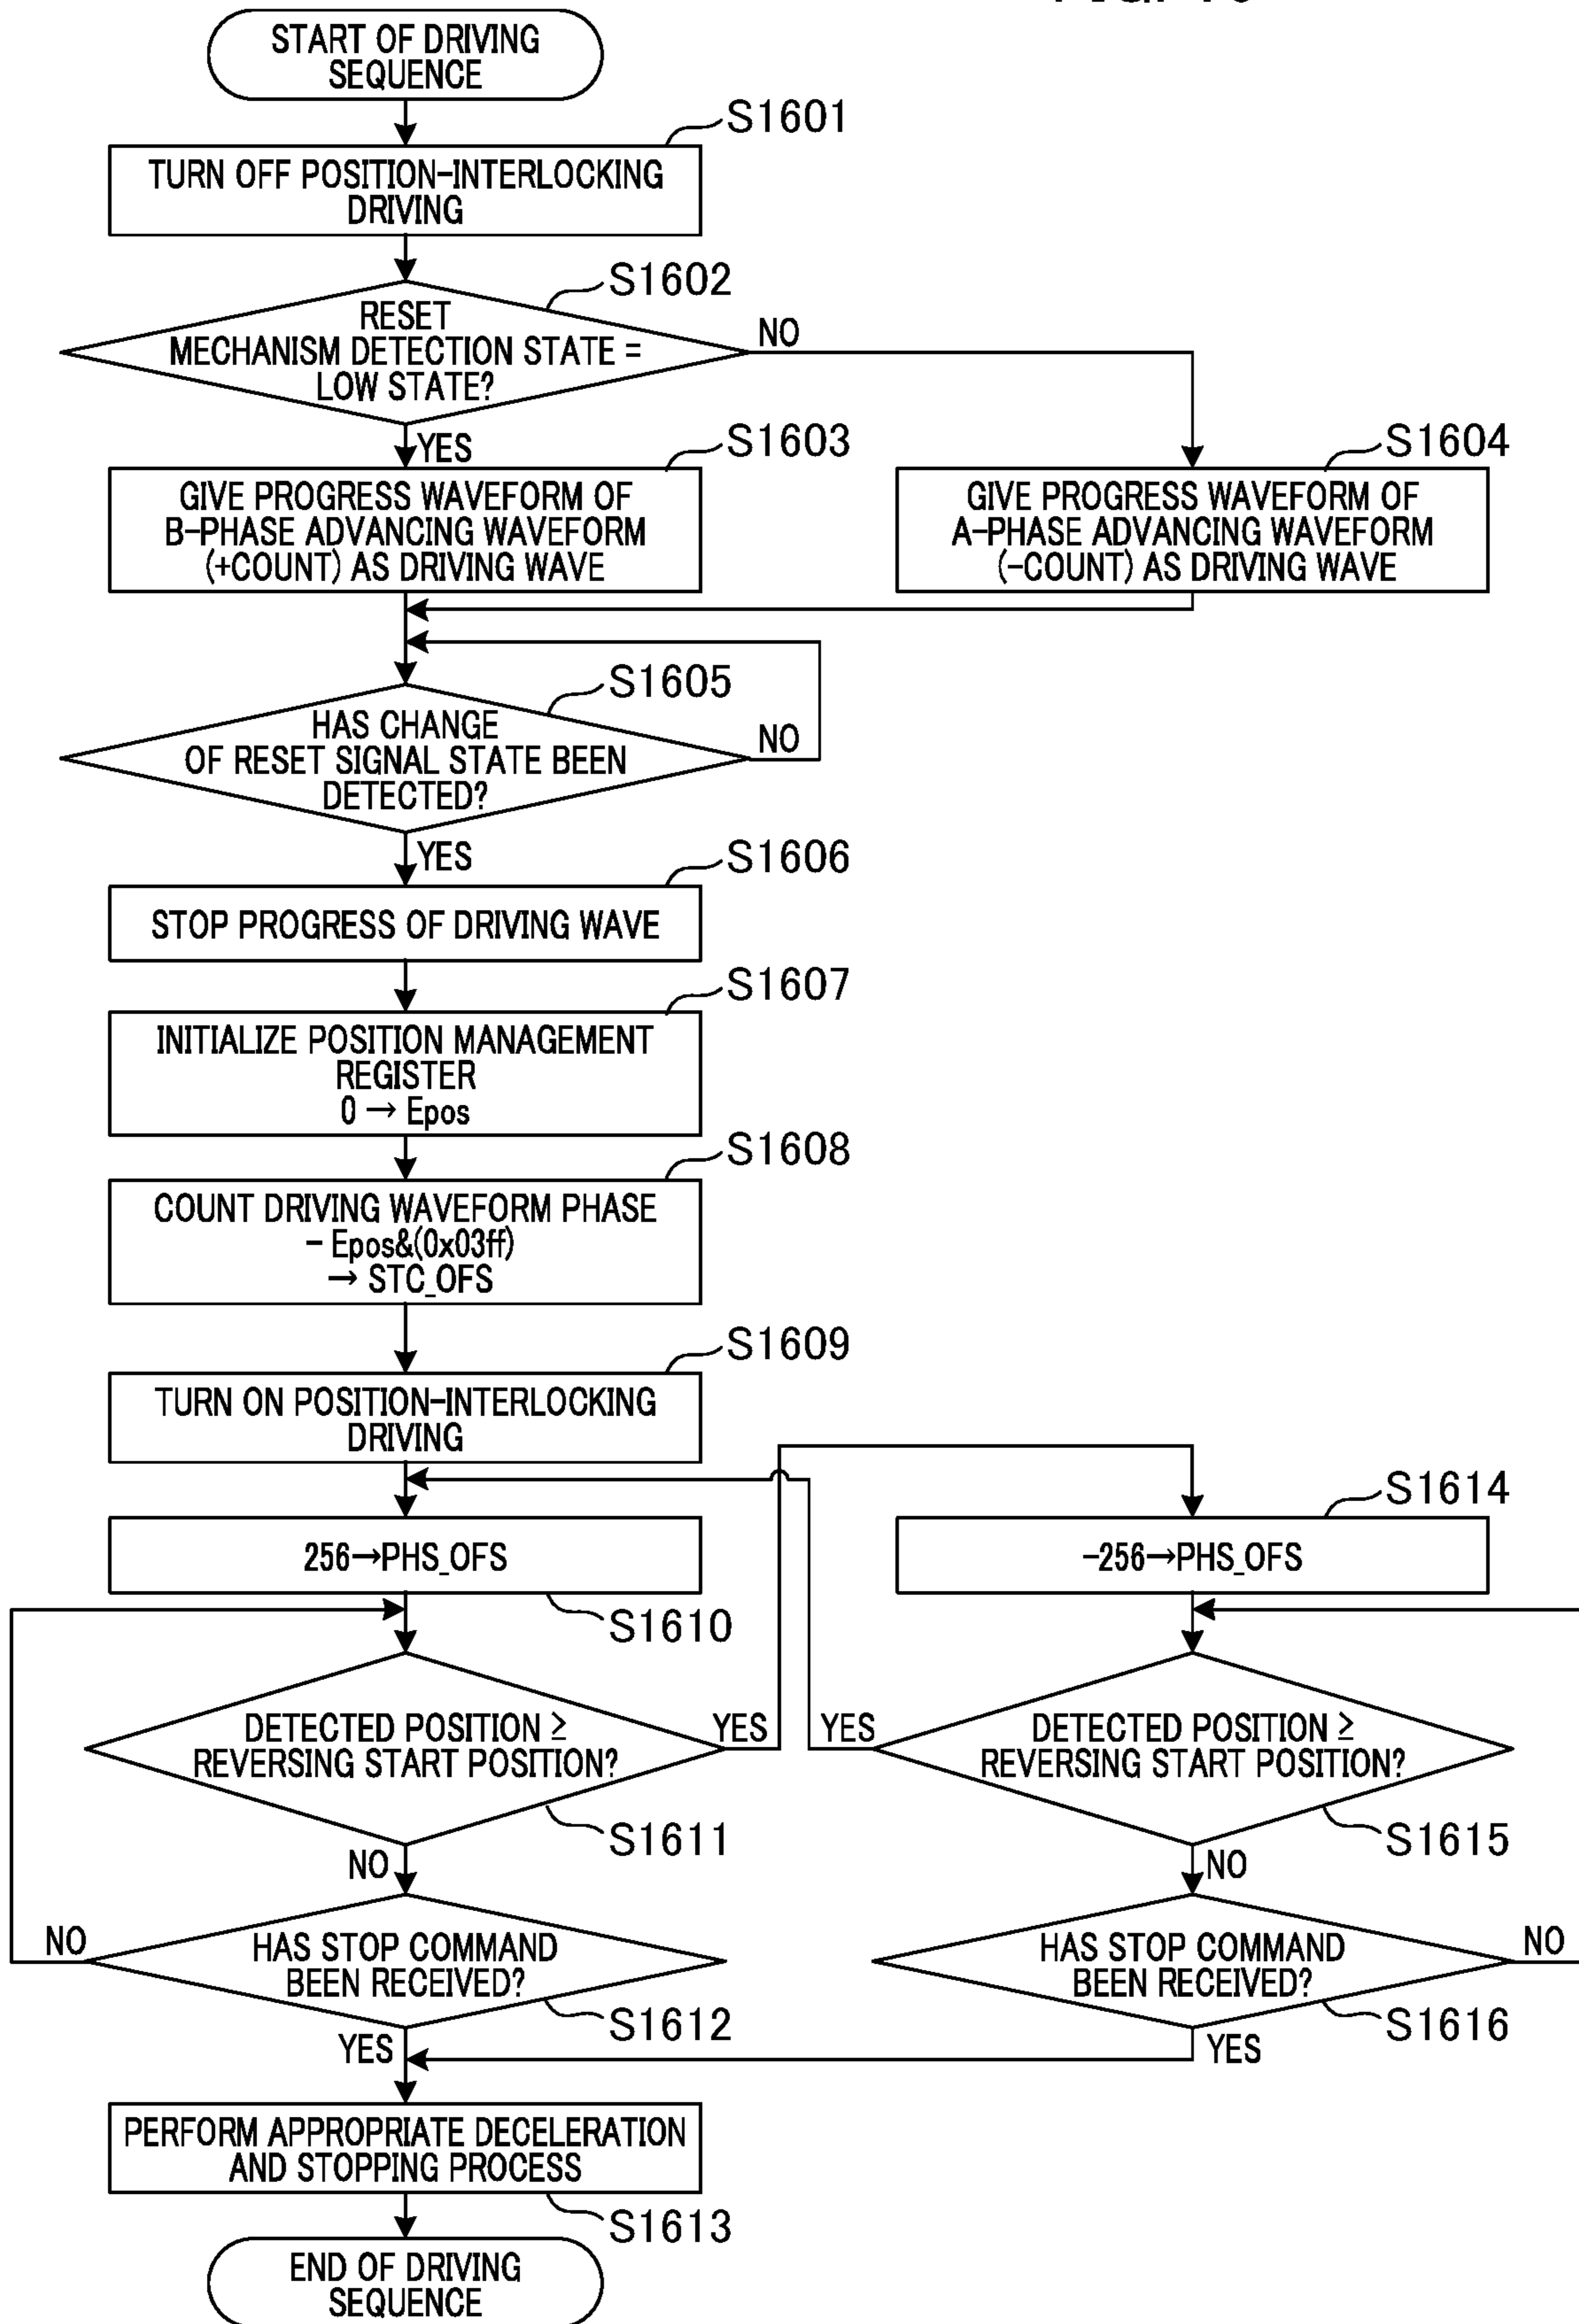 START OF DRIVING
SEQUENCE
S1601
TURN OFF POSITION-INTERLOCKING
DRIVING
S1602
RESET
MECHANISM DETECTION STATE =
LOW STATE?
NO
YES
S1603
GIVE PROGRESS WAVEFORM OF
B-PHASE ADVANCING WAVEFORM
(+COUNT) AS DRIVING WAVE
S1604
GIVE PROGRESS WAVEFORM OF
A-PHASE ADVANCING WAVEFORM
(-COUNT) AS DRIVING WAVE
S1605
HAS CHANGE
OF RESET SIGNAL STATE BEEN
DETECTED?
NO
YES
S1606
STOP PROGRESS OF DRIVING WAVE
S1607
INITIALIZE POSITION MANAGEMENT
REGISTER
0 → Epos
S1608
COUNT DRIVING WAVEFORM PHASE
- Epos&(0x03ff)
→ STC_OFS
S1609
TURN ON POSITION-INTERLOCKING
DRIVING
S1614
256→PHS_OFS
-256→PHS_OFS
S1610
DETECTED POSITION ≥
REVERSING START POSITION?
YES
YES
DETECTED POSITION ≥
REVERSING START POSITION?
S1611
S1615
NO
NO
NO
HAS STOP COMMAND
BEEN RECEIVED?
HAS STOP COMMAND
BEEN RECEIVED?
NO
S1612
S1616
YES
YES
PERFORM APPROPRIATE DECELERATION
AND STOPPING PROCESS
S1613
END OF DRIVING
SEQUENCE